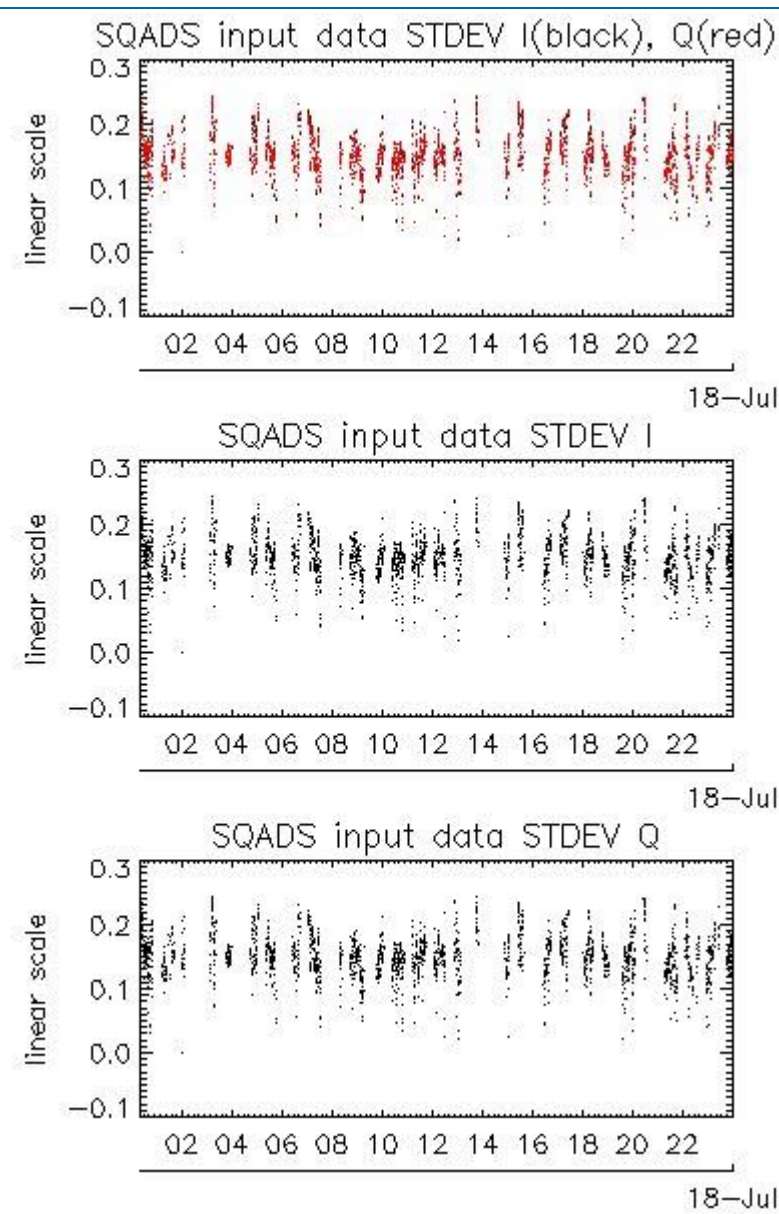 SQADS input data STDEV I(black), Q(red)
0.3
0.2
0.1
0.0
-0.1
linear scale
02 04 06 08 10 12 14 16 18 20 22
18-Jul
SQADS input data STDEV I
0.3
0.2
0.1
0.0
-0.1
linear scale
02 04 06 08 10 12 14 16 18 20 22
18-Jul
SQADS input data STDEV Q
0.3
0.2
0.1
0.0
-0.1
linear scale
02 04 06 08 10 12 14 16 18 20 22
18-Jul